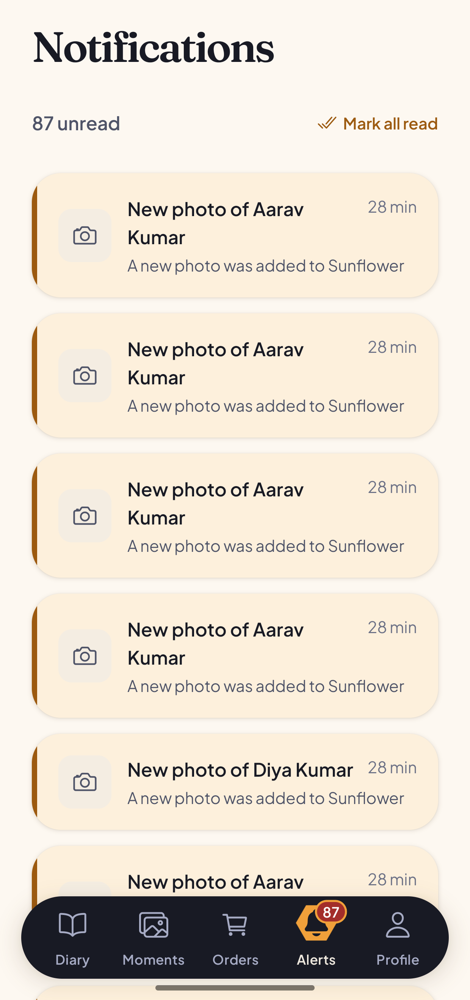 Notifications
87 unread
Mark all read
New photo of Aarav
28 min
Kumar
A new photo was added to Sunflower
New photo of Aarav
28 min
Kumar
A new photo was added to Sunflower
New photo of Aarav
28 min
Kumar
A new photo was added to Sunflower
New photo of Aarav
28 min
Kumar
A new photo was added to Sunflower
New photo of Diya Kumar
28 min
A new photo was added to Sunflower
New photo of Aarav
28 min
87
Diary
Moments
Orders
Alerts
Profile